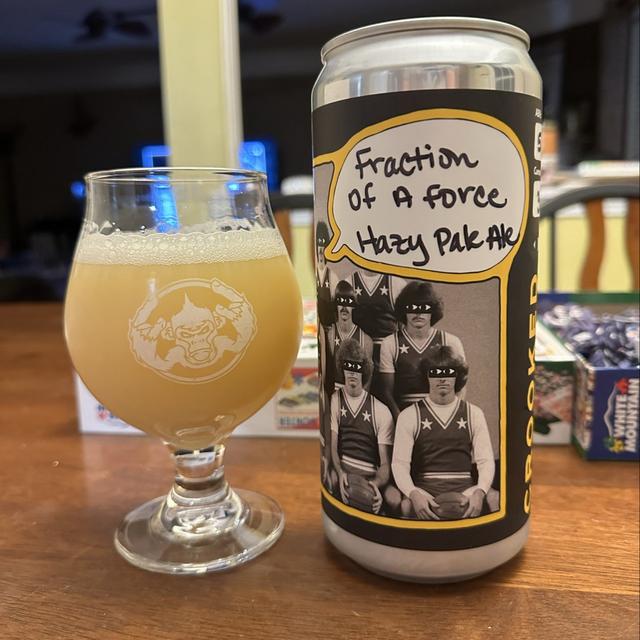 Fraction
of A Force
Hazy Pale Ale
CROOKED
WHITE
MOUNTAIN